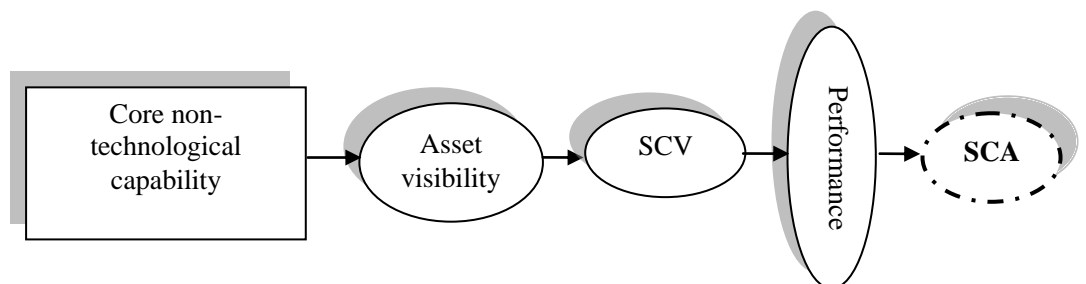 Core non-
technological
capability
Asset
visibility
SCV
Performance
SCA